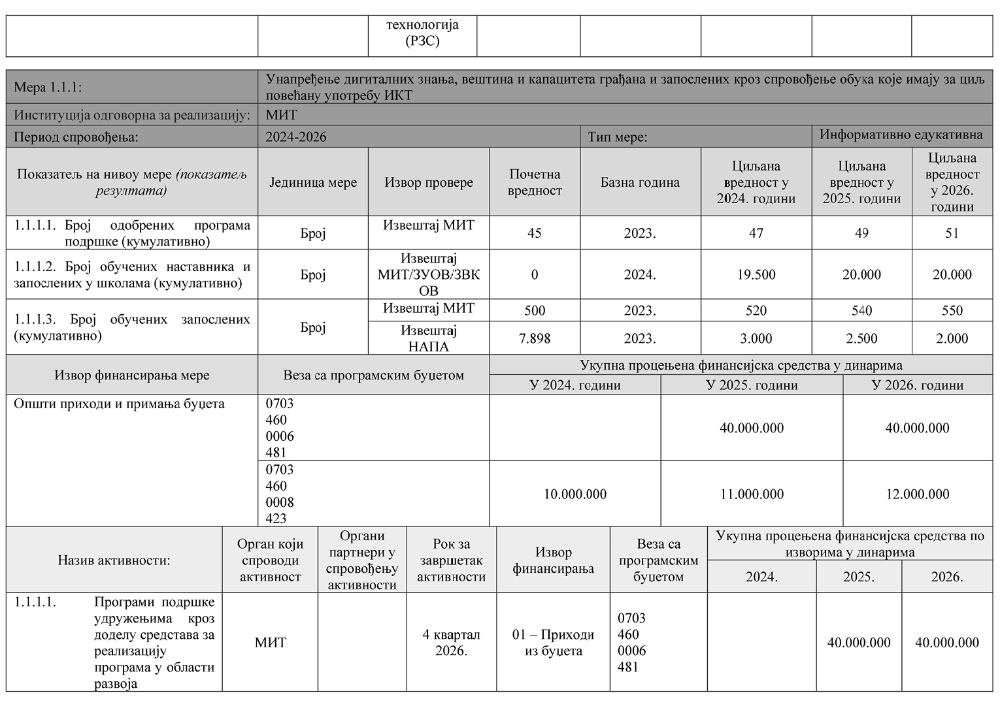 технологија
(РЗС)
Мера 1.1.1:
Унапређење дигиталних знања, вештина и капацитета грађана и запослених кроз спровођење обука које имају за циљ
повећану употребу ИКТ
Институција одговорна за реализацију:
МИТ
Период спровођења:
2024-2026
Тип мере:
Информативно едукативна
Показатељ на нивоу мере (показатељ
резултата)
Јединица мере
Извор провере
Почетна
вредност
Базна година
Циљана
вредност у
2024. години
Циљана
вредност у
2025. години
Циљана
вредност
у 2026.
години
1.1.1.1. Број одобрених програма
подршке (кумулативно)
Број
Извештај МИТ
45
2023.
47
49
51
1.1.1.2. Број обучених наставника и
запослених у школама (кумулативно)
Број
Извештај
МИТ/ЗУОВ/ЗВК
ОВ
0
2024.
19.500
20.000
20.000
1.1.1.3. Број обучених запослених
(кумулативно)
Број
Извештај МИТ
500
2023.
520
540
550
Извештај
НАПА
7.898
2023.
3.000
2.500
2.000
Извор финансирања мере
Веза са програмским буџетом
Укупна процењена финансијска средства у динарима
У 2024. години
У 2025. години
У 2026. години
Општи приходи и примања буџета
0703
460
0006
481
40.000.000
40.000.000
0703
460
0008
423
10.000.000
11.000.000
12.000.000
Назив активности:
Орган који
спроводи
активност
Органи
партнери у
спровођењу
активности
Рок за
завршетак
активности
Извор
финансирања
Веза са
програмским
буџетом
Укупна процењена финансијска средства по
изворима у динарима
2024.
2025.
2026.
1.1.1.1. Програми подршке
удружењима кроз
доделу средстава за
реализацију
програма у области
развоја
МИТ
4 квартал
2026.
01 – Приходи
из буџета
0703
460
0006
481
40.000.000
40.000.000